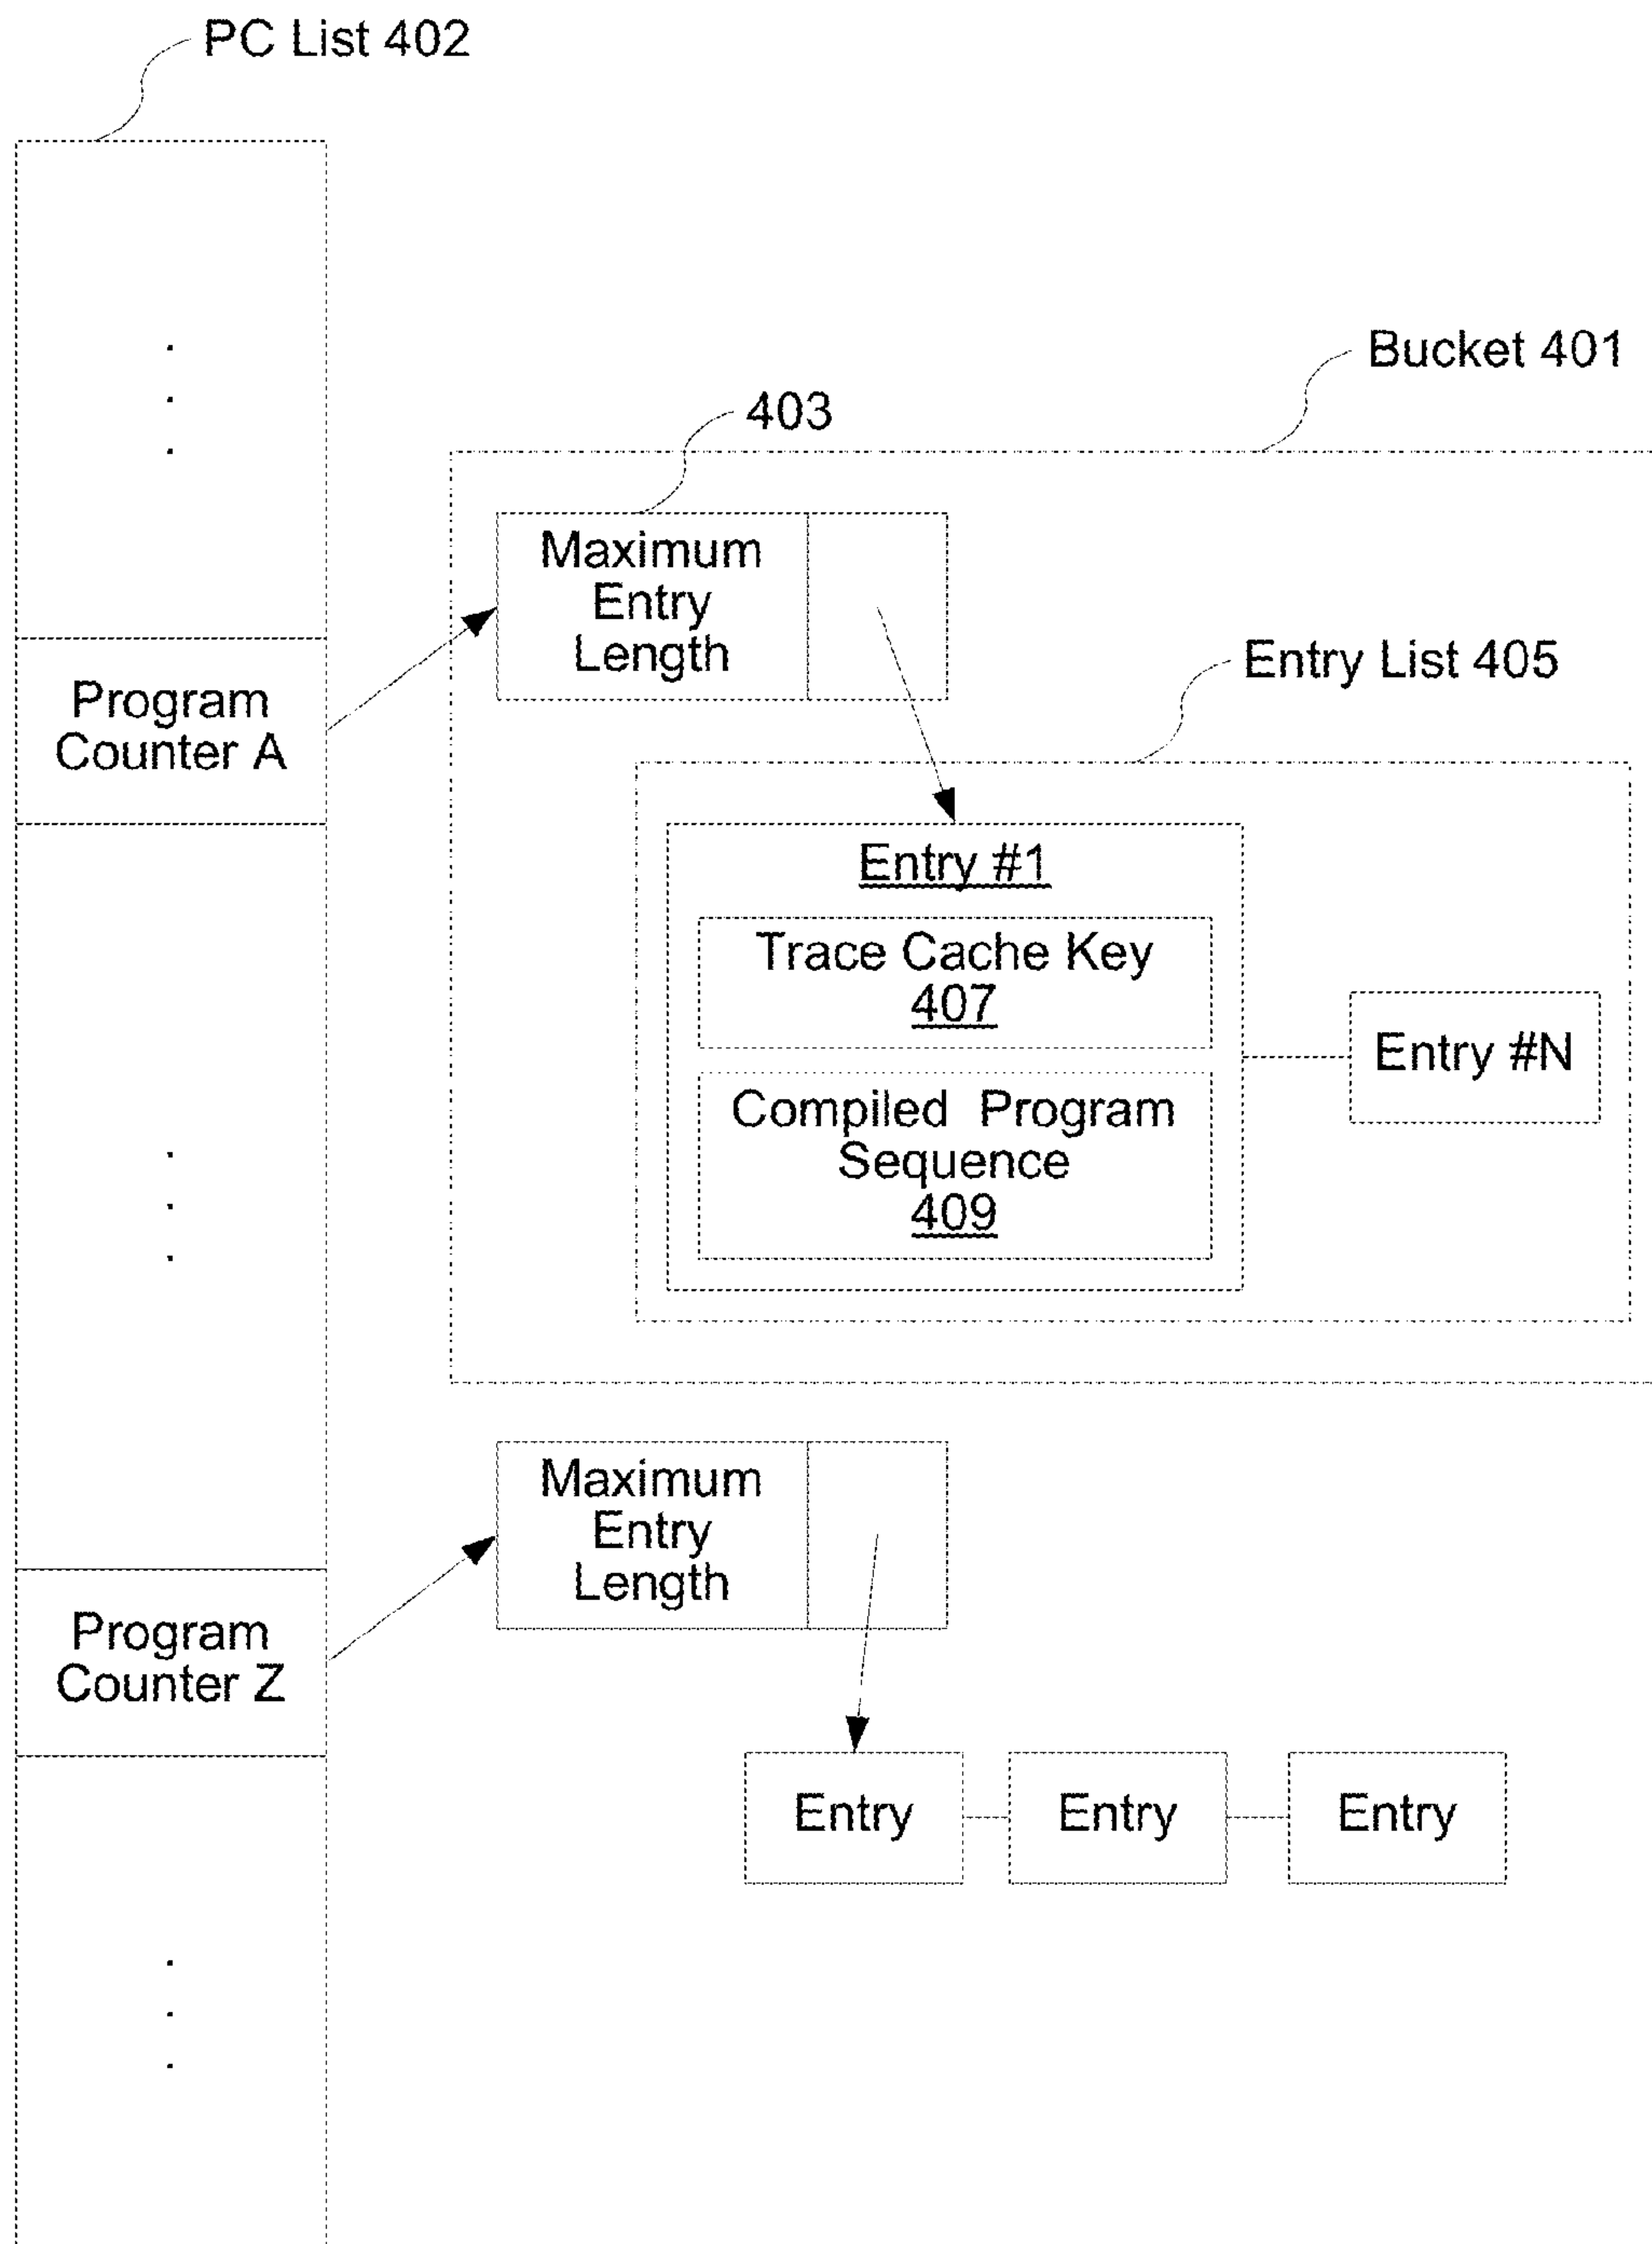 PC List 402
Bucket 401
403
Maximum
Entry
Length
Entry List 405
Program
Counter A
Entry #1
Trace Cache Key
407
Entry #N
Compiled Program
Sequence
409
Maximum
Entry
Length
Program
Counter Z
Entry
Entry
Entry